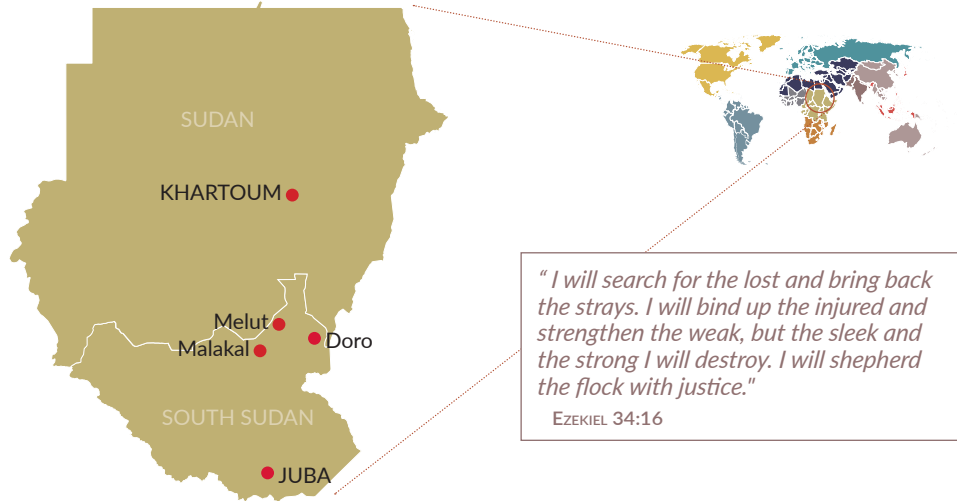 SUDAN
KHARTOUM
Melut
Doro
Malakal
SOUTH SUDAN
JUBA
“ I will search for the lost and bring back
the strays. I will bind up the injured and
strengthen the weak, but the sleek and
the strong I will destroy. I will shepherd
the flock with justice."
Ezekiel 34:16